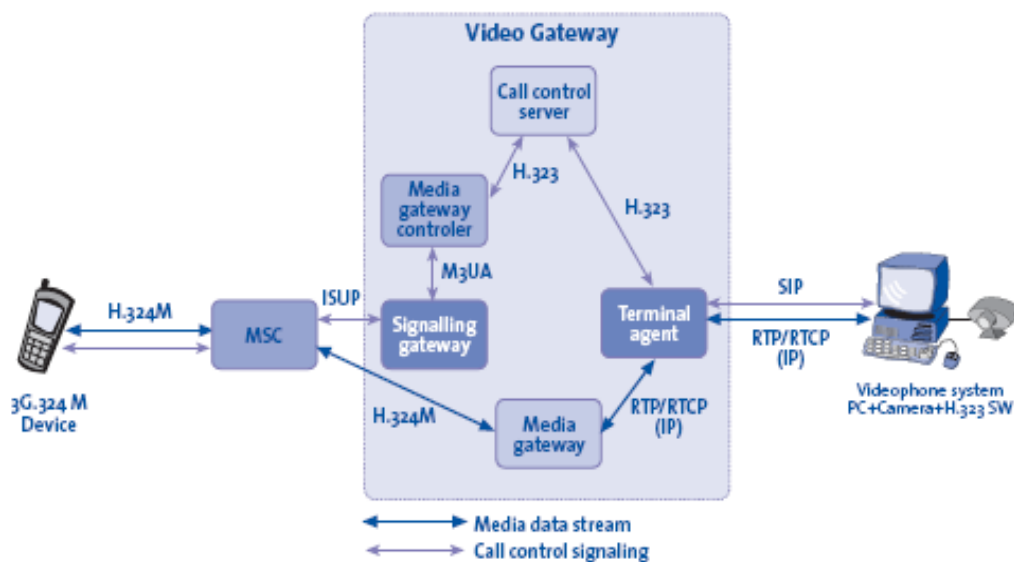 Video Gateway
Call control
server
H.323
H.323
Media
gateway
controler
M3UA
ISUP
H.324M
MSC
Signalling
gateway
Terminal
agent
SIP
RTP/RTCP
(IP)
3G.324 M
Device
H.324M
Media
gateway
RTP/RTCP
(IP)
Videophone system
PC+Camera+H.323 SW
Media data stream
Call control signaling